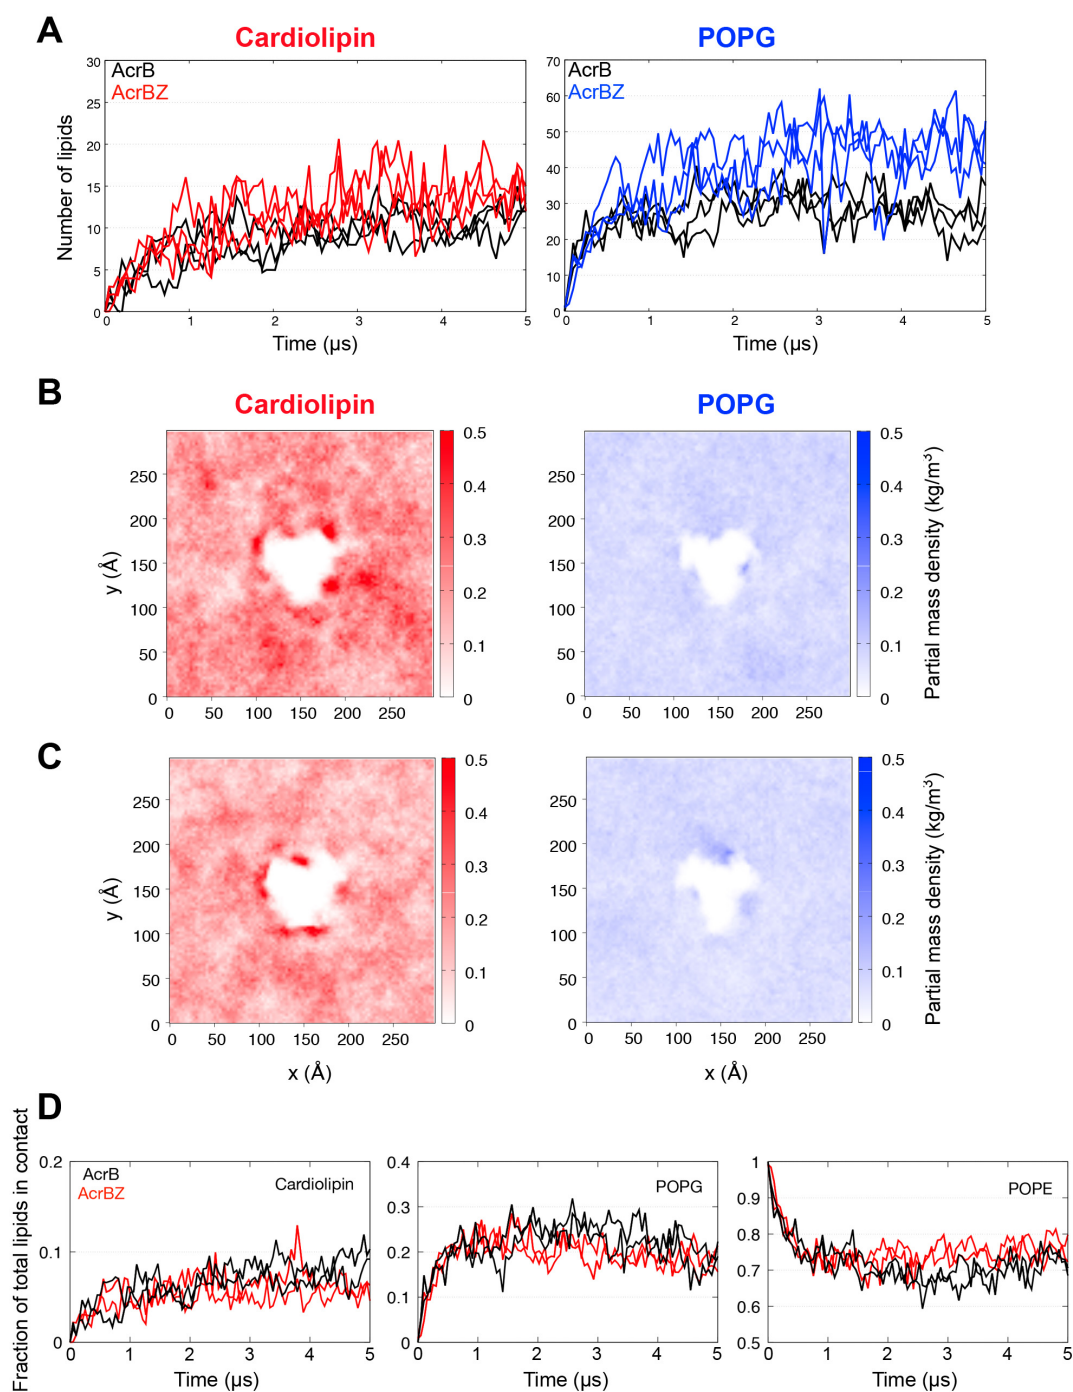 A
Cardiolipin
POPG
AcrB
AcrBZ
30
25
20
15
10
5
0
Number of lipids
0 1 2 3 4 5
Time (µs)
AcrB
AcrBZ
70
60
50
40
30
20
10
0
0 1 2 3 4 5
Time (µs)
B
Cardiolipin
POPG
250
200
150
100
50
0
y (Å)
0 50 100 150 200 250
0.5
0.4
0.3
0.2
0.1
0
250
200
150
100
50
0
0 50 100 150 200 250
0.5
0.4
0.3
0.2
0.1
0
Partial mass density (kg/m³)
C
250
200
150
100
50
0
y (Å)
0 50 100 150 200 250
x (Å)
0.5
0.4
0.3
0.2
0.1
0
250
200
150
100
50
0
0 50 100 150 200 250
x (Å)
0.5
0.4
0.3
0.2
0.1
0
Partial mass density (kg/m³)
D
Fraction of total lipids in contact
0.2
0.1
0
AcrB
AcrBZ
Cardiolipin
0 1 2 3 4 5
Time (µs)
0.4
0.3
0.2
0.1
0
POPG
0 1 2 3 4 5
Time (µs)
1
0.9
0.8
0.7
0.6
0.5
POPE
0 1 2 3 4 5
Time (µs)